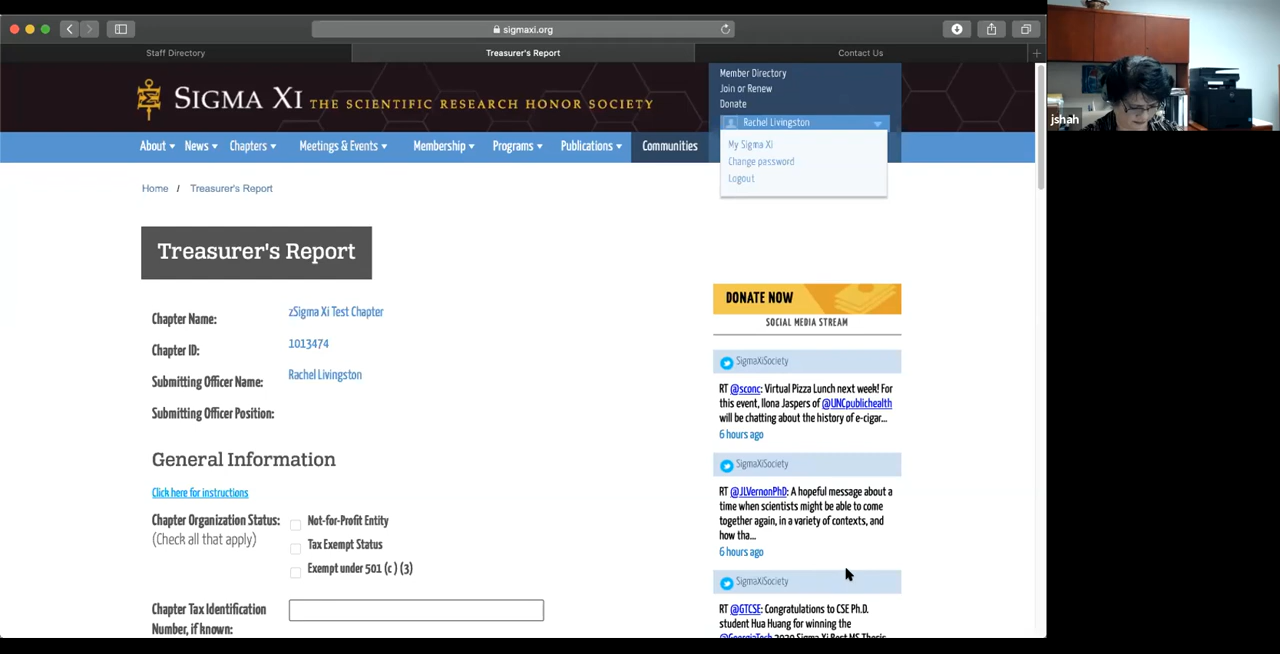 sigmaxi.org
Staff Directory
Treasurer's Report
Contact Us
SIGMA XI THE SCIENTIFIC RESEARCH HONOR SOCIETY
Member Directory
Join or Renew
Donate
Rachel Livingston
My Sigma Xi
Change password
Logout
About News Chapters Meetings & Events Membership Programs Publications Communities
Home / Treasurer's Report
Treasurer's Report
Chapter Name: zSigma Xi Test Chapter
Chapter ID: 1013474
Submitting Officer Name: Rachel Livingston
Submitting Officer Position:
General Information
Click here for instructions
Chapter Organization Status:
(Check all that apply)
Not-for-Profit Entity
Tax Exempt Status
Exempt under 501 (c ) (3)
Chapter Tax Identification
Number, if known:
DONATE NOW
SOCIAL MEDIA STREAM
SigmaXiSociety
RT @sconc: Virtual Pizza Lunch next week! For
this event, Ilona Jaspers of @UNCpublichealth
will be chatting about the history of e-cigar...
6 hours ago
SigmaXiSociety
RT @JLVernonPhD: A hopeful message about a
time when scientists might be able to come
together again, in a variety of contexts, and
how tha...
6 hours ago
SigmaXiSociety
RT @GTCSE: Congratulations to CSE Ph.D.
student Hua Huang for winning the
@GeorgiaTech 2020 Sigma Xi Best MS Thesis
jshah